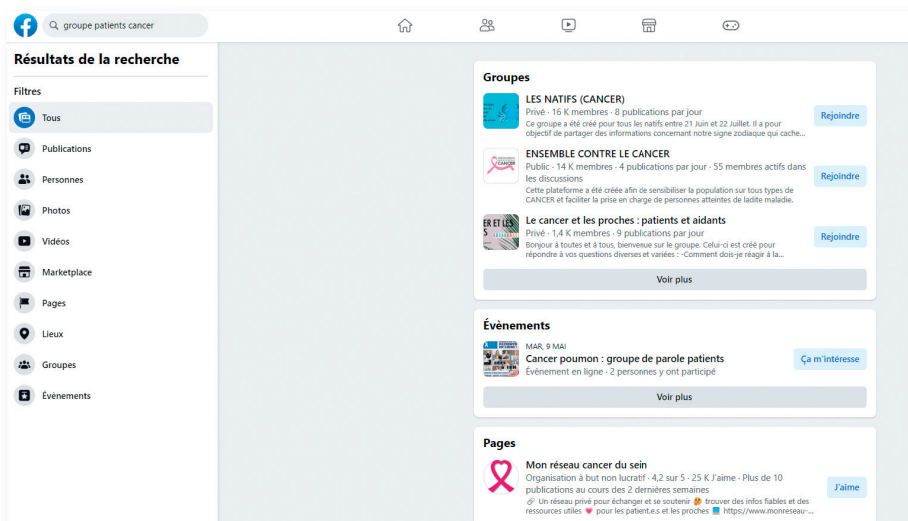 groupe patients cancer
Résultats de la recherche
Filtres
Tous
Publications
Personnes
Photos
Vidéos
Marketplace
Pages
Lieux
Groupes
Évènements
Groupes
LES NATIFS (CANCER)
Privé · 16 K membres · 8 publications par jour
Ce groupe a été créé pour tous les natifs entre 21 Juin et 22 Juillet. Il a pour
objectif de partager des informations concernant notre signe zodiaque qui cache...
Rejoindre
CANCER
ENSEMBLE CONTRE LE CANCER
Public · 14 K membres · 4 publications par jour · 55 membres actifs dans
les discussions
Cette plateforme a été créée afin de sensibiliser la population sur tous types de
CANCER et faciliter la prise en charge de personnes atteintes de ladite maladie.
Rejoindre
ER ET LES
S
Le cancer et les proches : patients et aidants
Privé · 1,4 K membres · 9 publications par jour
Bonjour à toutes et à tous, bienvenue sur le groupe. Celui-ci est créé pour
répondre à vos questions diverses et variées : -Comment dois-je réagir à la...
Rejoindre
Voir plus
Évènements
MAR, 9 MAI
Cancer poumon : groupe de parole patients
Évènement en ligne · 2 personnes y ont participé
Ça m'intéresse
Voir plus
Pages
Mon réseau cancer du sein
Organisation à but non lucratif · 4,2 sur 5 · 25 K J'aime · Plus de 10
publications au cours des 2 dernières semaines
🔗 Un réseau privé pour échanger et se soutenir 🤗 trouver des infos fiables et des
ressources utiles 💗 pour les patient.e.s et les proches 💻 https://www.monreseau-...
J'aime